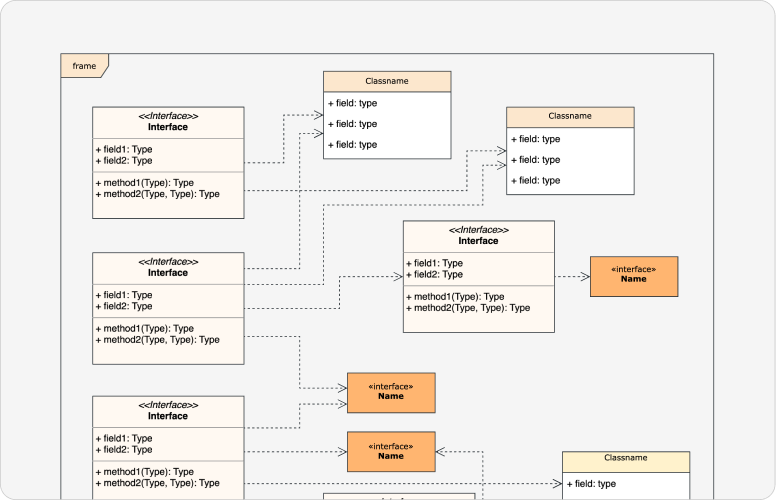 frame
Classname
+ field: type
+ field: type
+ field: type
<<Interface>>
Interface
+ field1: Type
+ field2: Type
+ method1(Type): Type
+ method2(Type, Type): Type
Classname
+ field: type
+ field: type
+ field: type
<<Interface>>
Interface
+ field1: Type
+ field2: Type
+ method1(Type): Type
+ method2(Type, Type): Type
«interface»
Name
<<Interface>>
Interface
+ field1: Type
+ field2: Type
+ method1(Type): Type
+ method2(Type, Type): Type
«interface»
Name
<<Interface>>
Interface
+ field1: Type
+ field2: Type
+ method1(Type): Type
+ method2(Type, Type): Type
«interface»
Name
Classname
+ field: type